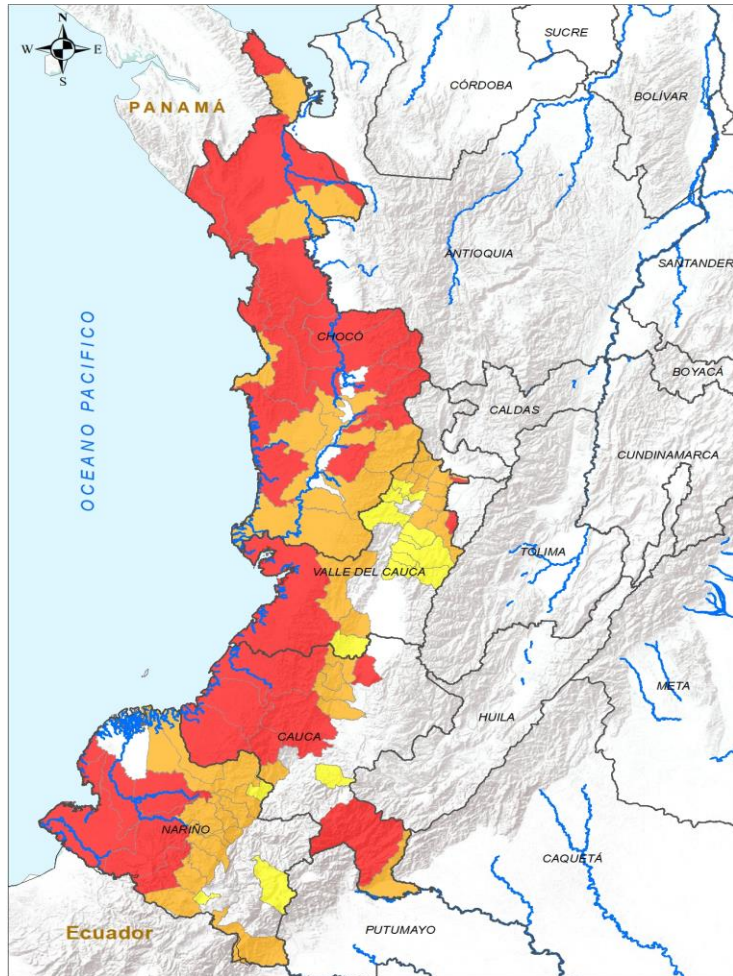 N
W E
S
SUCRE
CÓRDOBA
BOLÍVAR
PANAMÁ
ANTIOQUIA
SANTANDER
OCEANO PACIFICO
CHOCÓ
BOYACÁ
CALDAS
CUNDINAMARCA
TOLIMA
VALLE DEL CAUCA
META
HUILA
CAUCA
NARIÑO
CAQUETÁ
Ecuador
PUTUMAYO